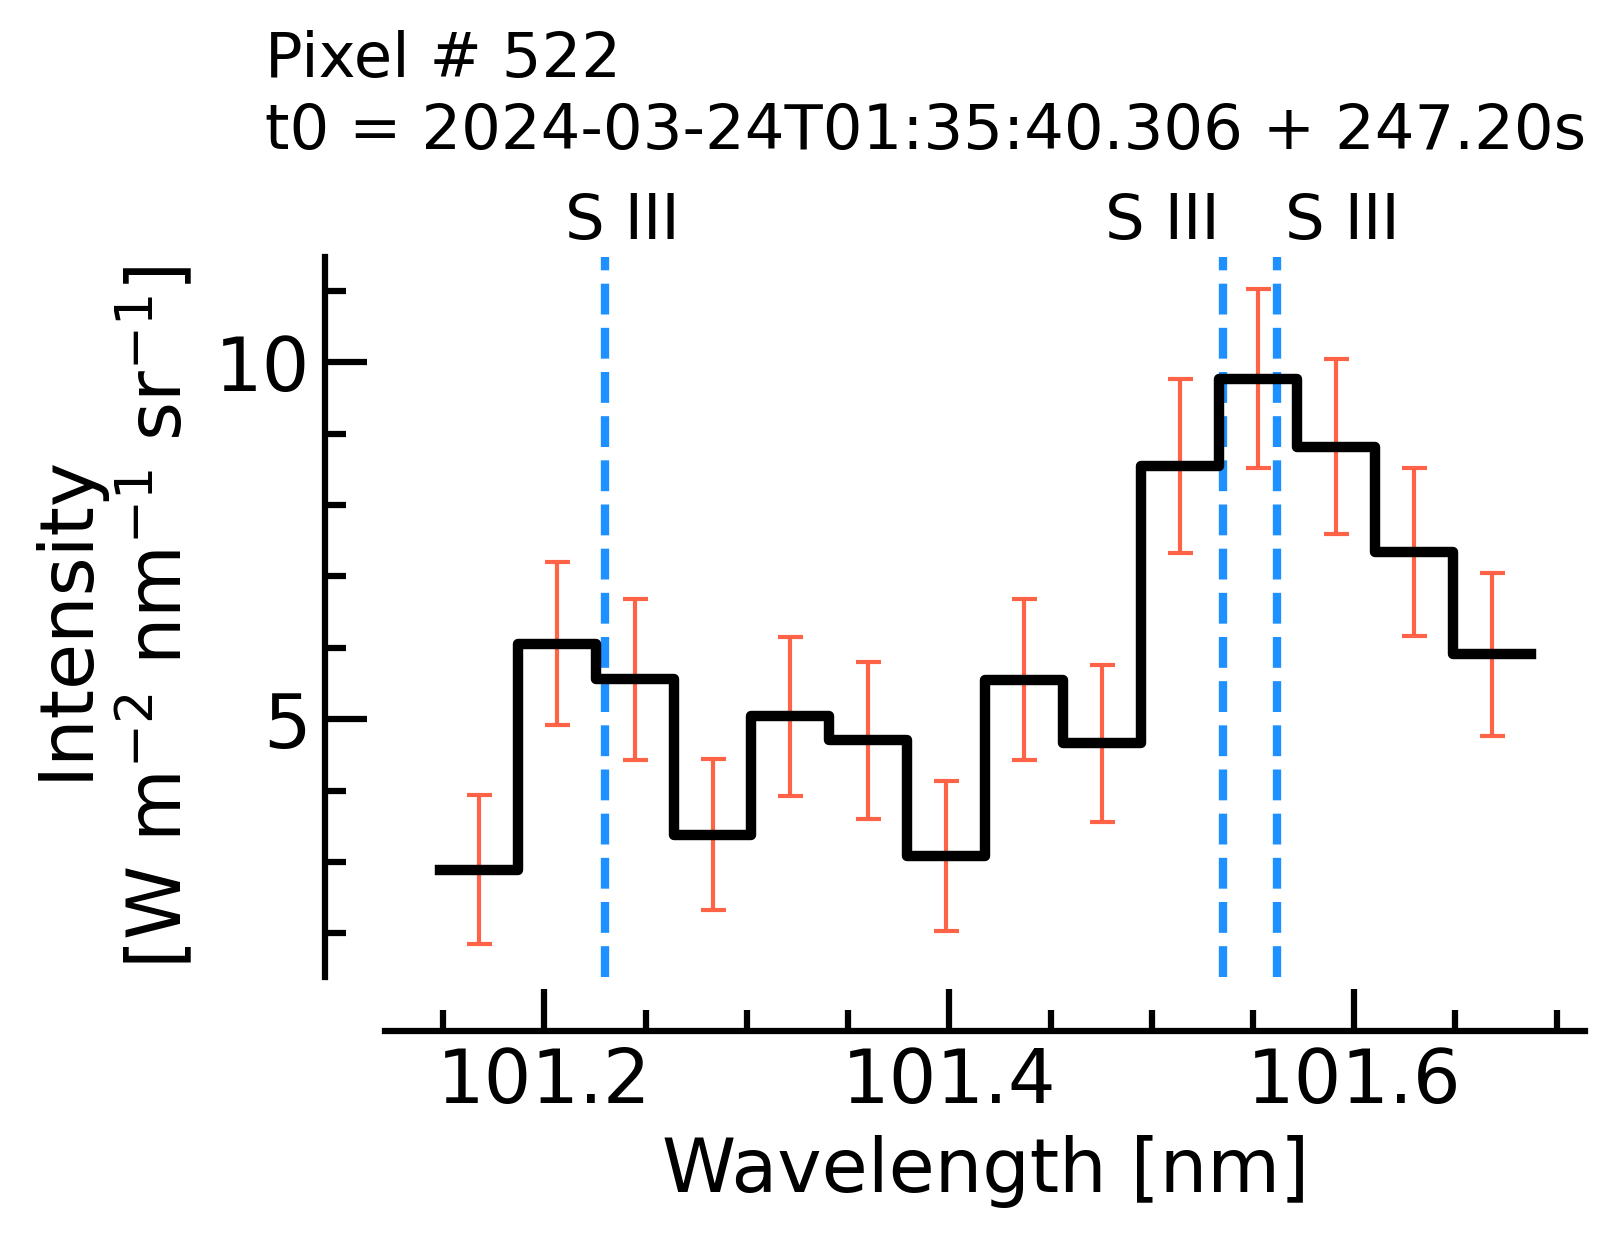 Pixel # 522
t0 = 2024-03-24T01:35:40.306 + 247.20s
S III S III S III
Intensity
[W m⁻² nm⁻¹ sr⁻¹]
10
5
101.2 101.4 101.6
Wavelength [nm]